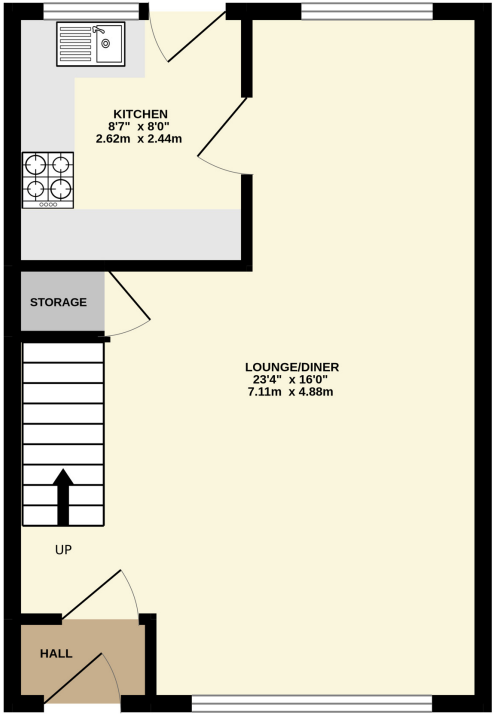 KITCHEN
8'7" x 8'0"
2.62m x 2.44m
STORAGE
LOUNGE/DINER
23'4" x 16'0"
7.11m x 4.88m
UP
HALL